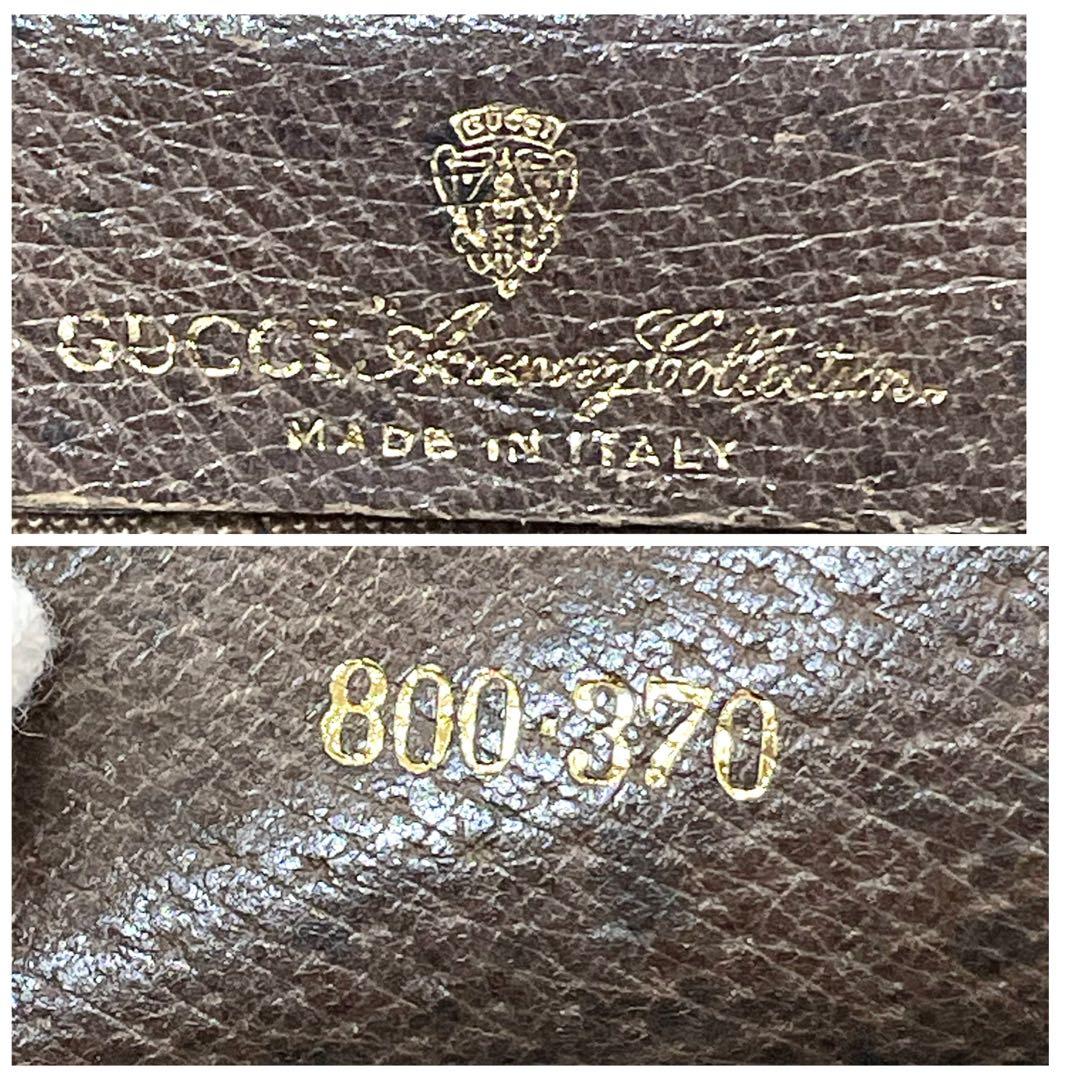 GUCCI
GUCCI Accessory Collection.
MADE IN ITALY
800·370